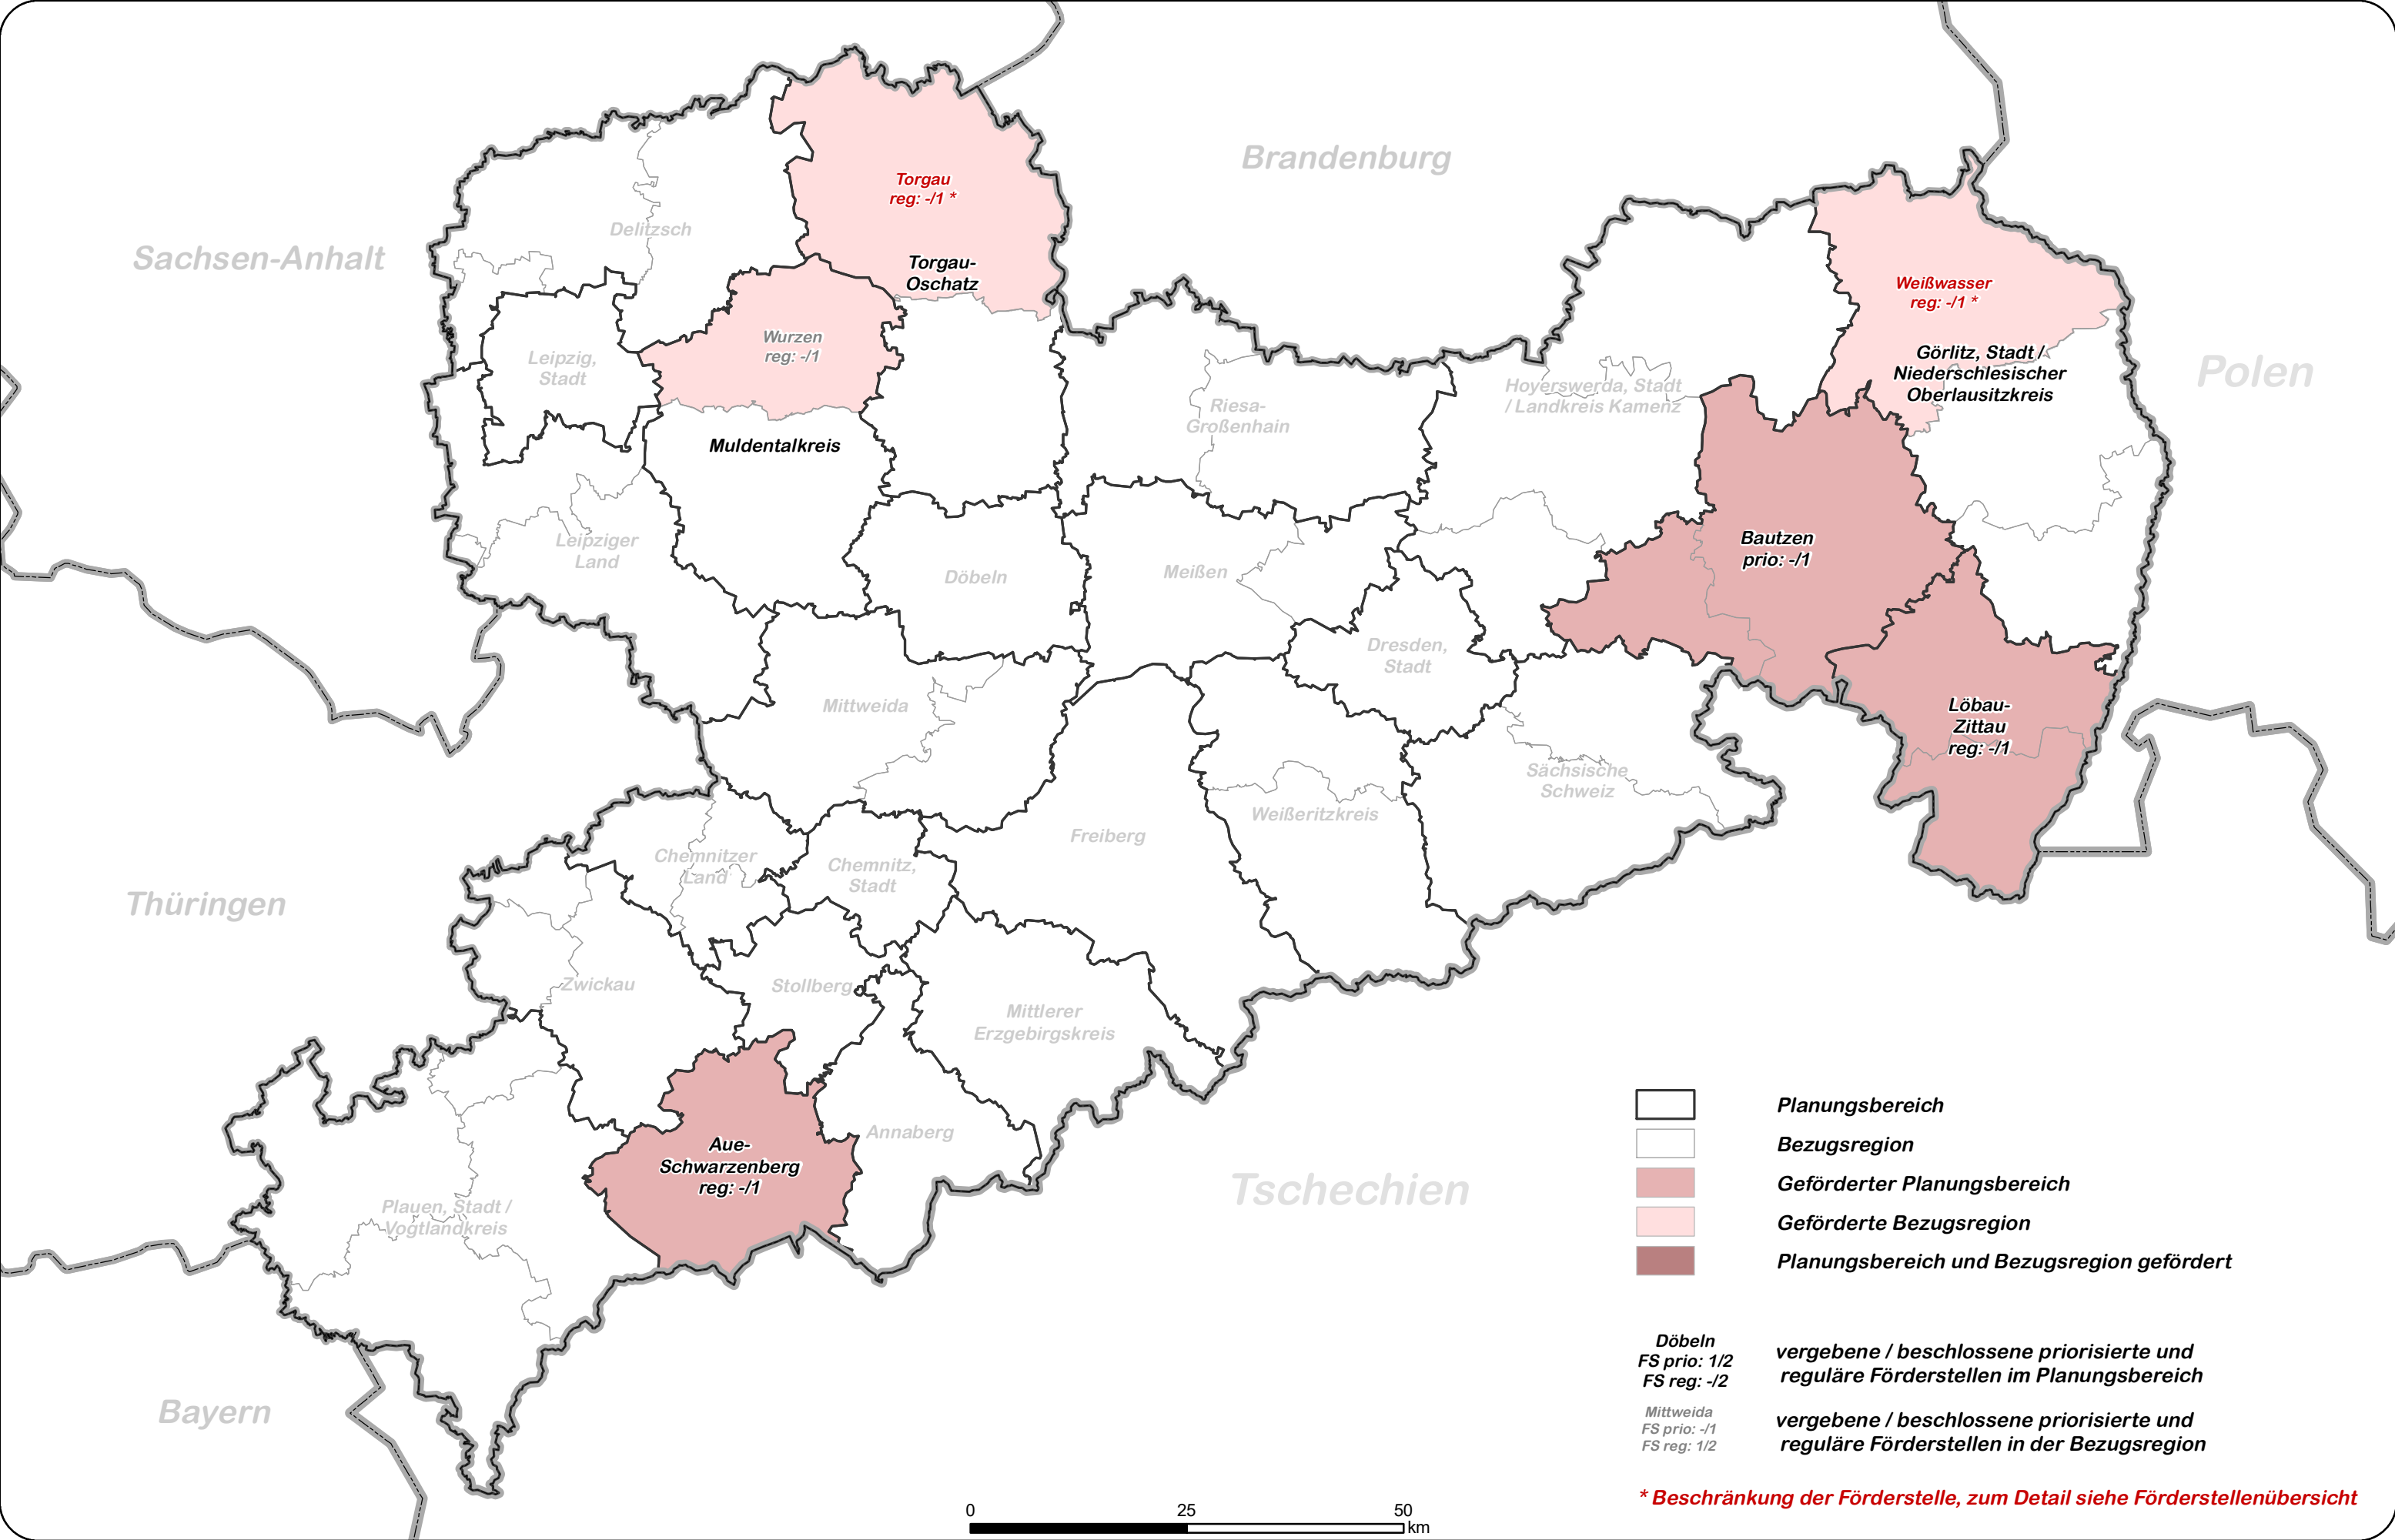 Brandenburg
Sachsen-Anhalt
Polen
Thüringen
Tschechien
Bayern
Torgau
reg: -/1 *
Torgau-
Oschatz
Delitzsch
Wurzen
reg: -/1
Leipzig,
Stadt
Muldentalkreis
Leipziger
Land
Döbeln
Riesa-
Großenhain
Meißen
Hoyerswerda, Stadt
/ Landkreis Kamenz
Weißwasser
reg: -/1 *
Görlitz, Stadt /
Niederschlesischer
Oberlausitzkreis
Bautzen
prio: -/1
Löbau-
Zittau
reg: -/1
Dresden,
Stadt
Sächsische
Schweiz
Weißeritzkreis
Mittweida
Freiberg
Chemnitzer
Land
Chemnitz,
Stadt
Zwickau
Stollberg
Mittlerer
Erzgebirgskreis
Annaberg
Aue-
Schwarzenberg
reg: -/1
Plauen, Stadt /
Vogtlandkreis
Planungsbereich
Bezugsregion
Geförderter Planungsbereich
Geförderte Bezugsregion
Planungsbereich und Bezugsregion gefördert
Döbeln
FS prio: 1/2
FS reg: -/2
vergebene / beschlossene priorisierte und
reguläre Förderstellen im Planungsbereich
Mittweida
FS prio: -/1
FS reg: 1/2
vergebene / beschlossene priorisierte und
reguläre Förderstellen in der Bezugsregion
* Beschränkung der Förderstelle, zum Detail siehe Förderstellenübersicht
0 25 50
km